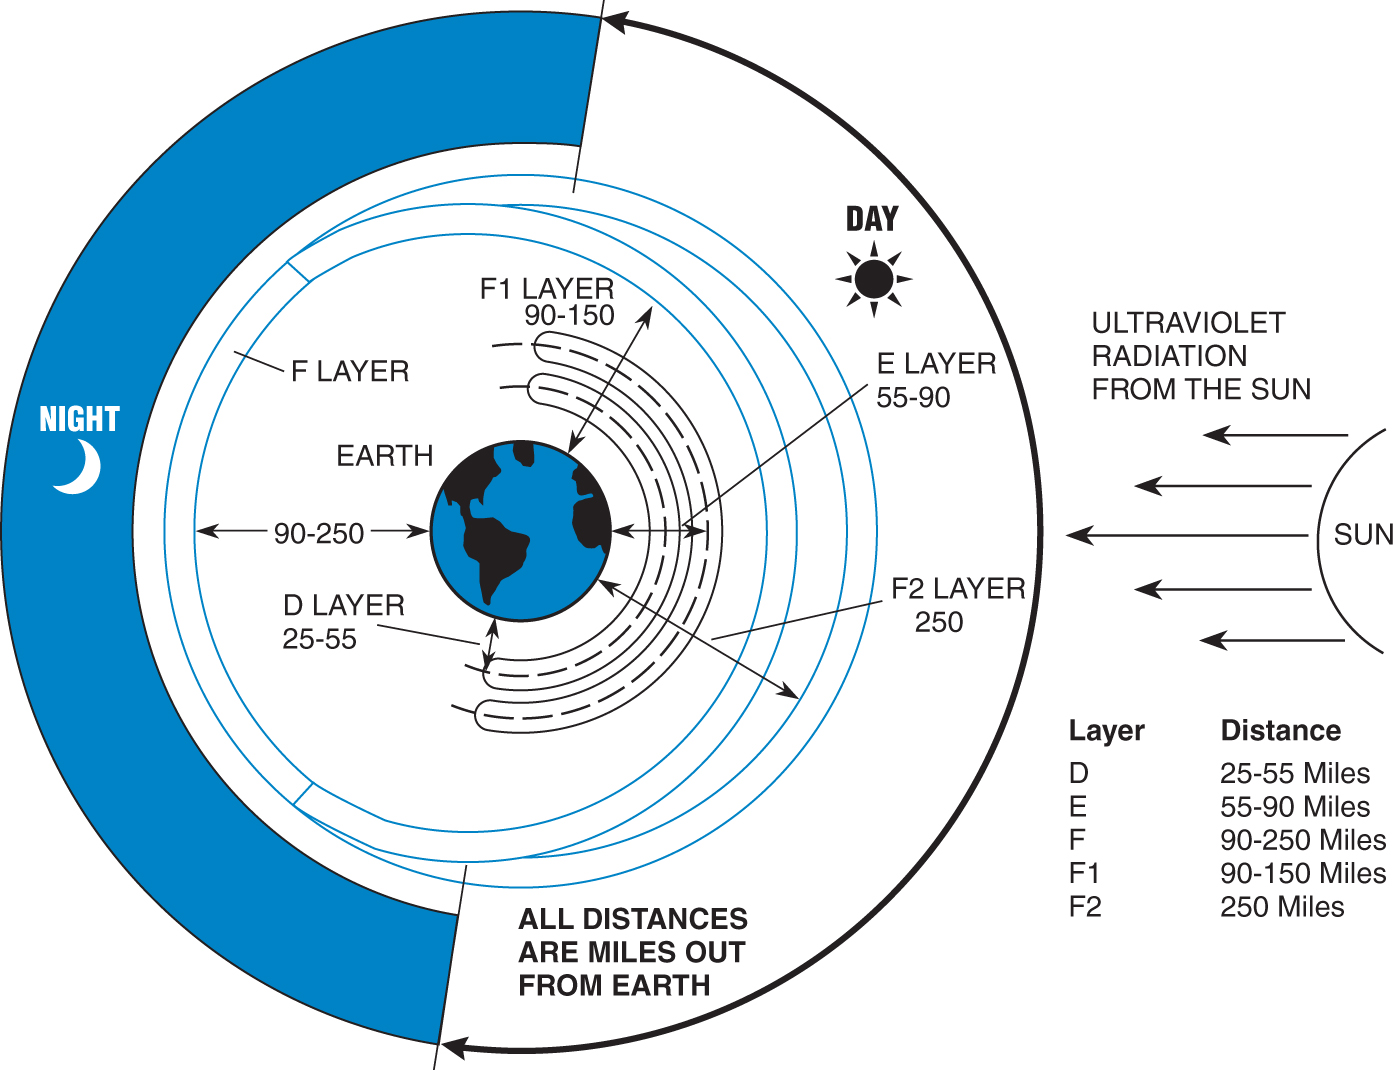 DAY
F1 LAYER
90-150
ULTRAVIOLET
RADIATION
FROM THE SUN
E LAYER
55-90
F LAYER
NIGHT
EARTH
90-250
SUN
F2 LAYER
250
D LAYER
25-55
Layer Distance
D 25-55 Miles
E 55-90 Miles
F 90-250 Miles
F1 90-150 Miles
F2 250 Miles
ALL DISTANCES
ARE MILES OUT
FROM EARTH